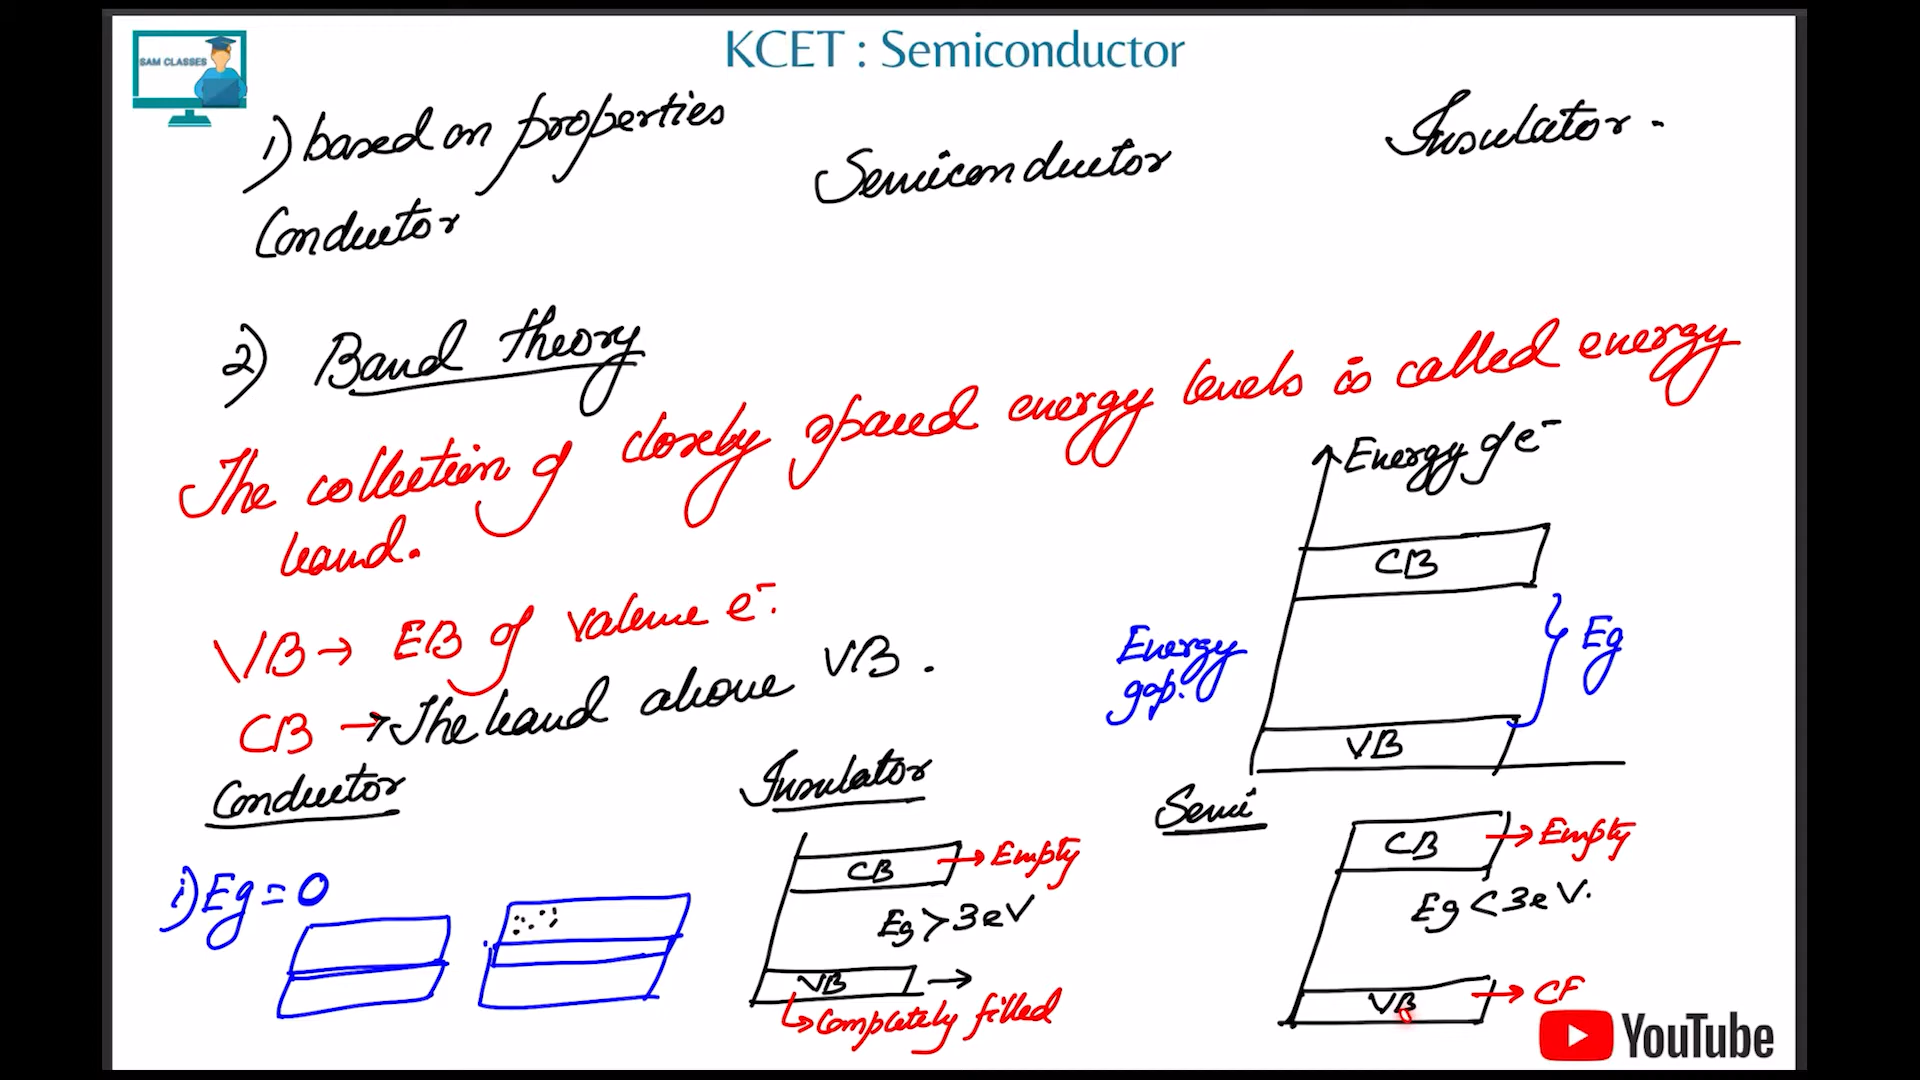 SAM CLASSES
KCET : Semiconductor
1) based on properties
Conductor
Semiconductor
Insulator -
2) Band theory
The collection of closely spaced energy levels is called energy
band.
VB → EB of valence e-.
CB → The band above VB.
Energy of e-
CB
Energy
gap.
Eg
VB
Conductor
i) Eg = 0
Insulator
CB → Empty
Eg > 3eV
VB →
↳ Completely filled
Semi
CB → Empty
Eg < 3eV.
VB → CF
YouTube